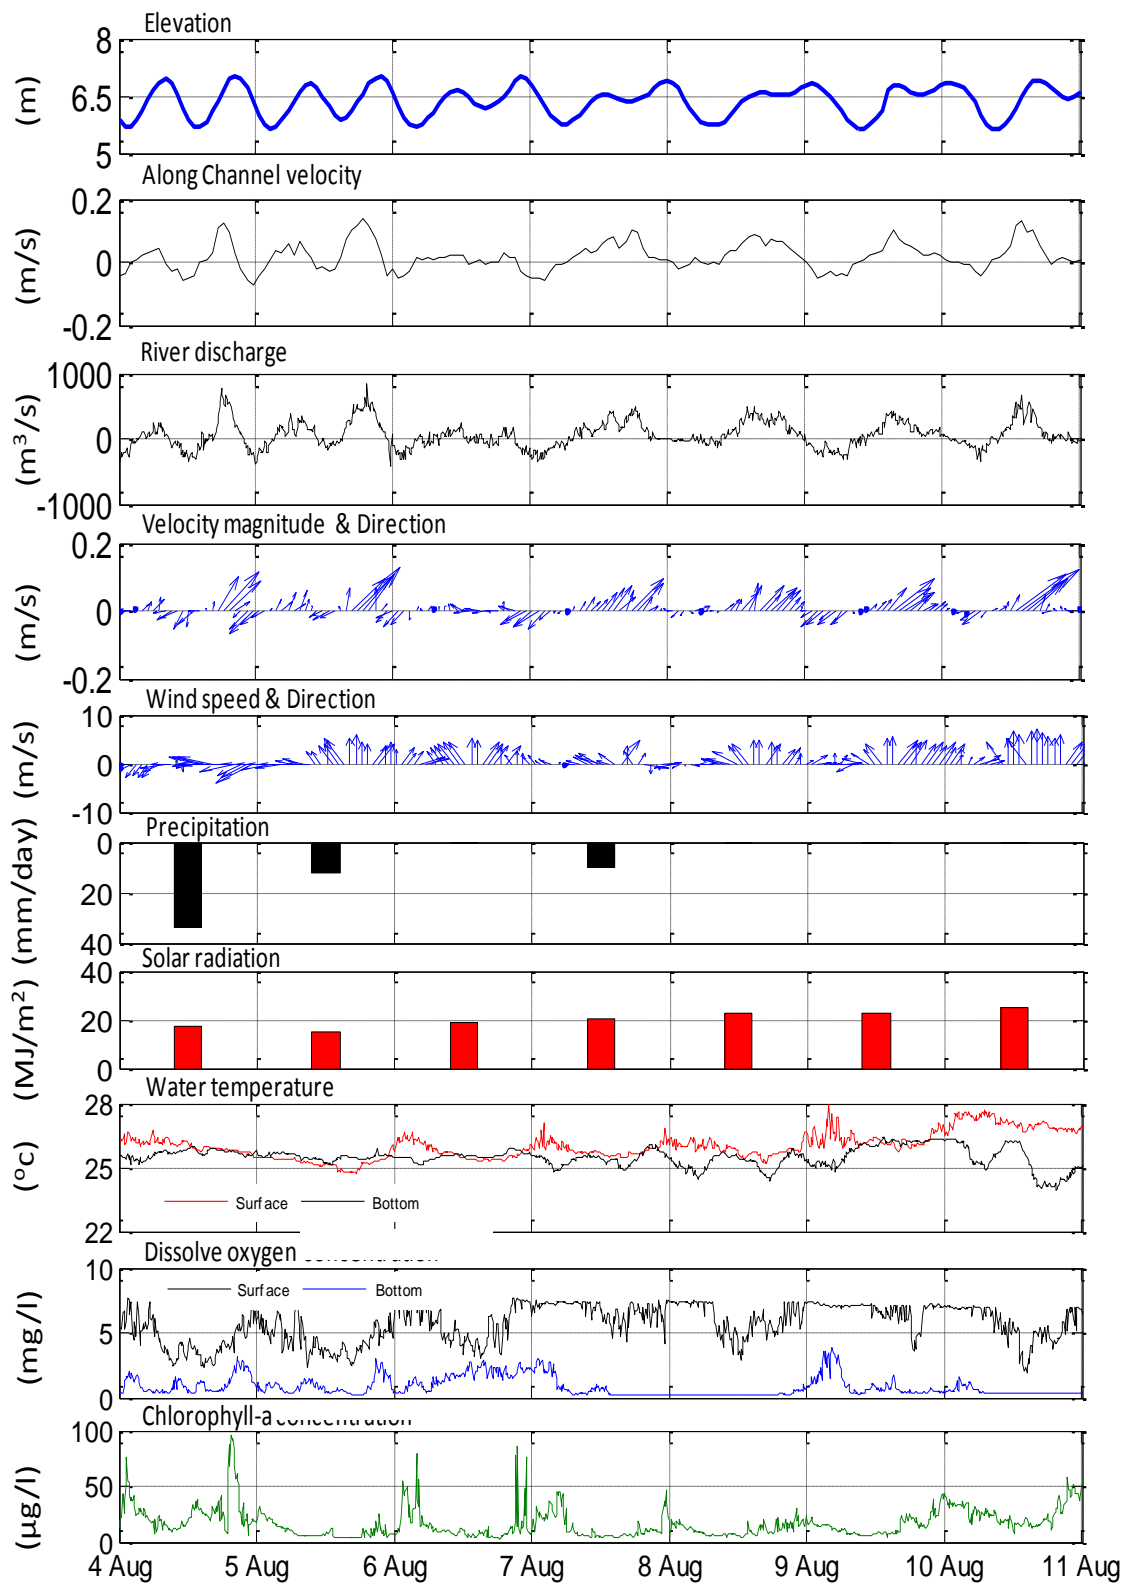 Elevation
8
6.5
5
(m)
Along Channel velocity
0.2
0
-0.2
(m/s)
River discharge
1000
0
-1000
(m³/s)
Velocity magnitude & Direction
0.2
0
-0.2
(m/s)
Wind speed & Direction
10
0
-10
(m/s)
Precipitation
0
20
40
(mm/day)
Solar radiation
40
20
0
(MJ/m²)
Water temperature
28
25
22
(°c)
Surface Bottom
Dissolve oxygen concentration
10
5
0
(mg/l)
Surface Bottom
Chlorophyll-a concentration
100
50
0
(µg/l)
4 Aug 5 Aug 6 Aug 7 Aug 8 Aug 9 Aug 10 Aug 11 Aug